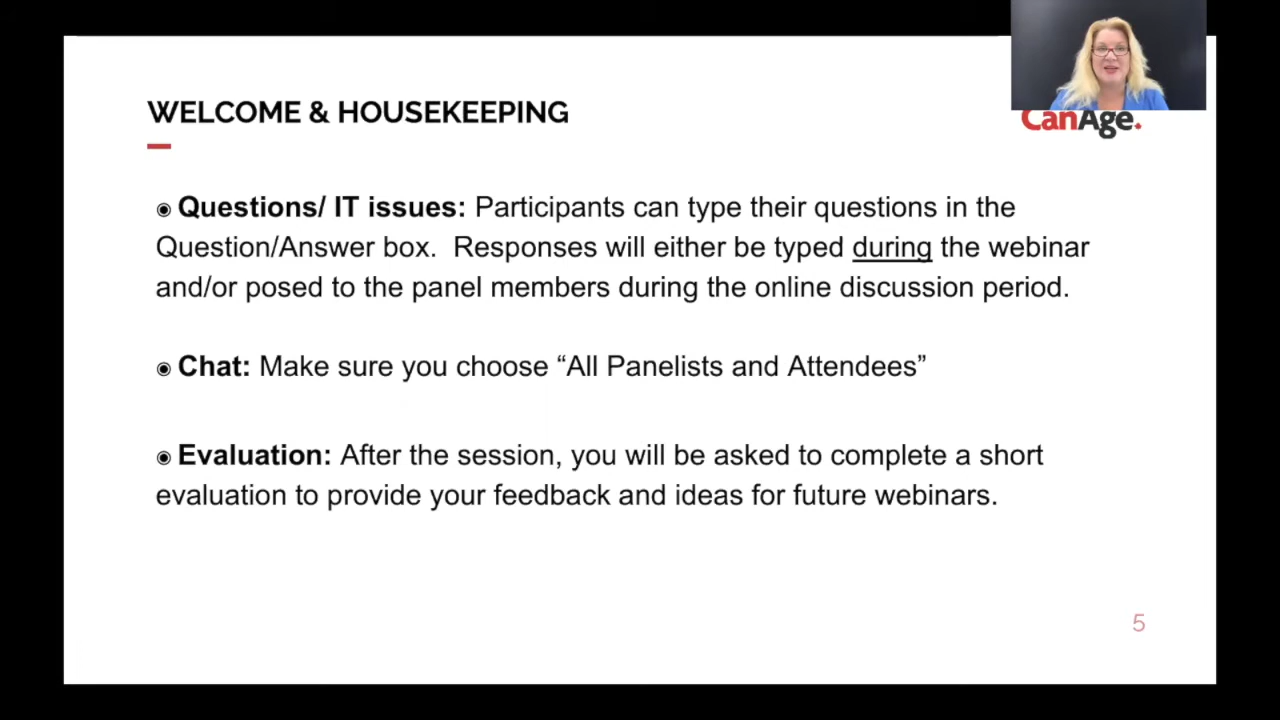 WELCOME & HOUSEKEEPING
CanAge.
◉ Questions/ IT issues: Participants can type their questions in the
Question/Answer box.  Responses will either be typed during the webinar
and/or posed to the panel members during the online discussion period.
◉ Chat: Make sure you choose “All Panelists and Attendees”
◉ Evaluation: After the session, you will be asked to complete a short
evaluation to provide your feedback and ideas for future webinars.
5